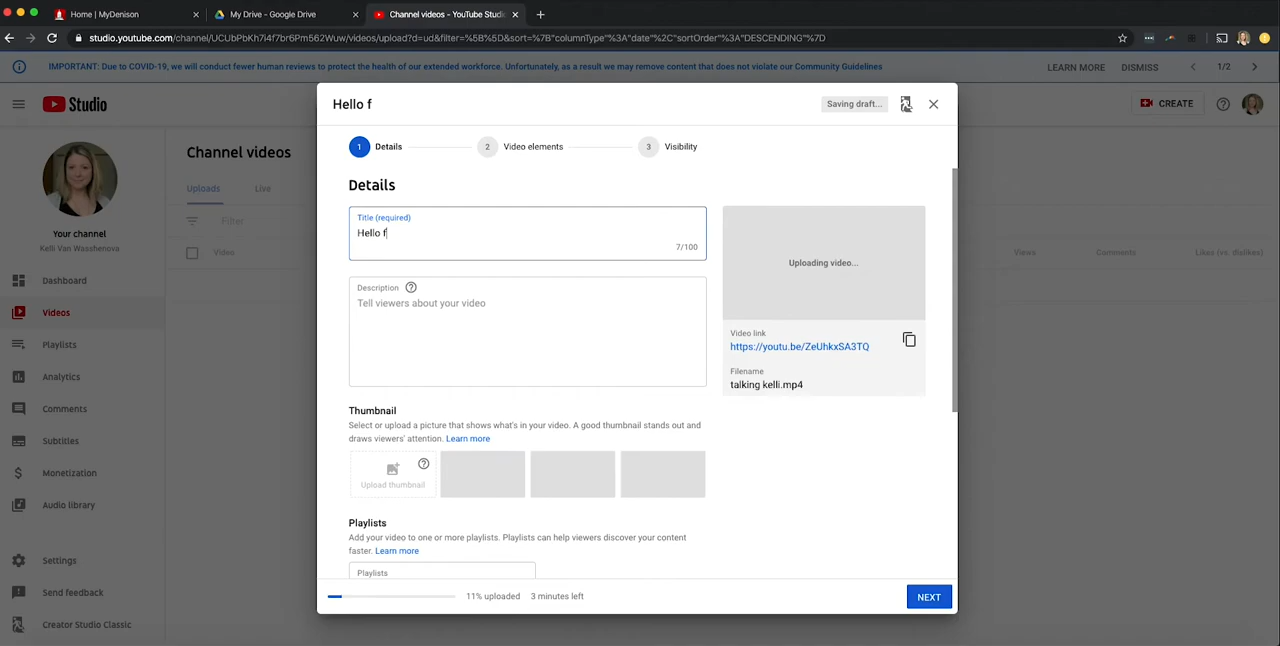 Home | MyDenison
My Drive - Google Drive
Channel videos - YouTube Studio
studio.youtube.com/channel/UCUbPbKh7i4f7br6Pm562Wuw/videos/upload?d=ud&filter=%5B%5D&sort=%7B"columnType"%3A"date"%2C"sortOrder"%3A"DESCENDING"%7D
IMPORTANT: Due to COVID-19, we will conduct fewer human reviews to protect the health of our extended workforce. Unfortunately, as a result we may remove content that does not violate our Community Guidelines
LEARN MORE
DISMISS
1/2
Studio
CREATE
Your channel
Kelli Van Wasshenova
Dashboard
Videos
Playlists
Analytics
Comments
Subtitles
Monetization
Audio library
Settings
Send feedback
Creator Studio Classic
Channel videos
Uploads
Live
Filter
Video
Views
Comments
Likes (vs. dislikes)
Hello f
Saving draft...
1 Details
2 Video elements
3 Visibility
Details
Title (required)
Hello f
7/100
Description
Tell viewers about your video
Uploading video...
Video link
https://youtu.be/ZeUhkxSA3TQ
Filename
talking kelli.mp4
Thumbnail
Select or upload a picture that shows what's in your video. A good thumbnail stands out and
draws viewers' attention. Learn more
Upload thumbnail
Playlists
Add your video to one or more playlists. Playlists can help viewers discover your content
faster. Learn more
Playlists
11% uploaded
3 minutes left
NEXT